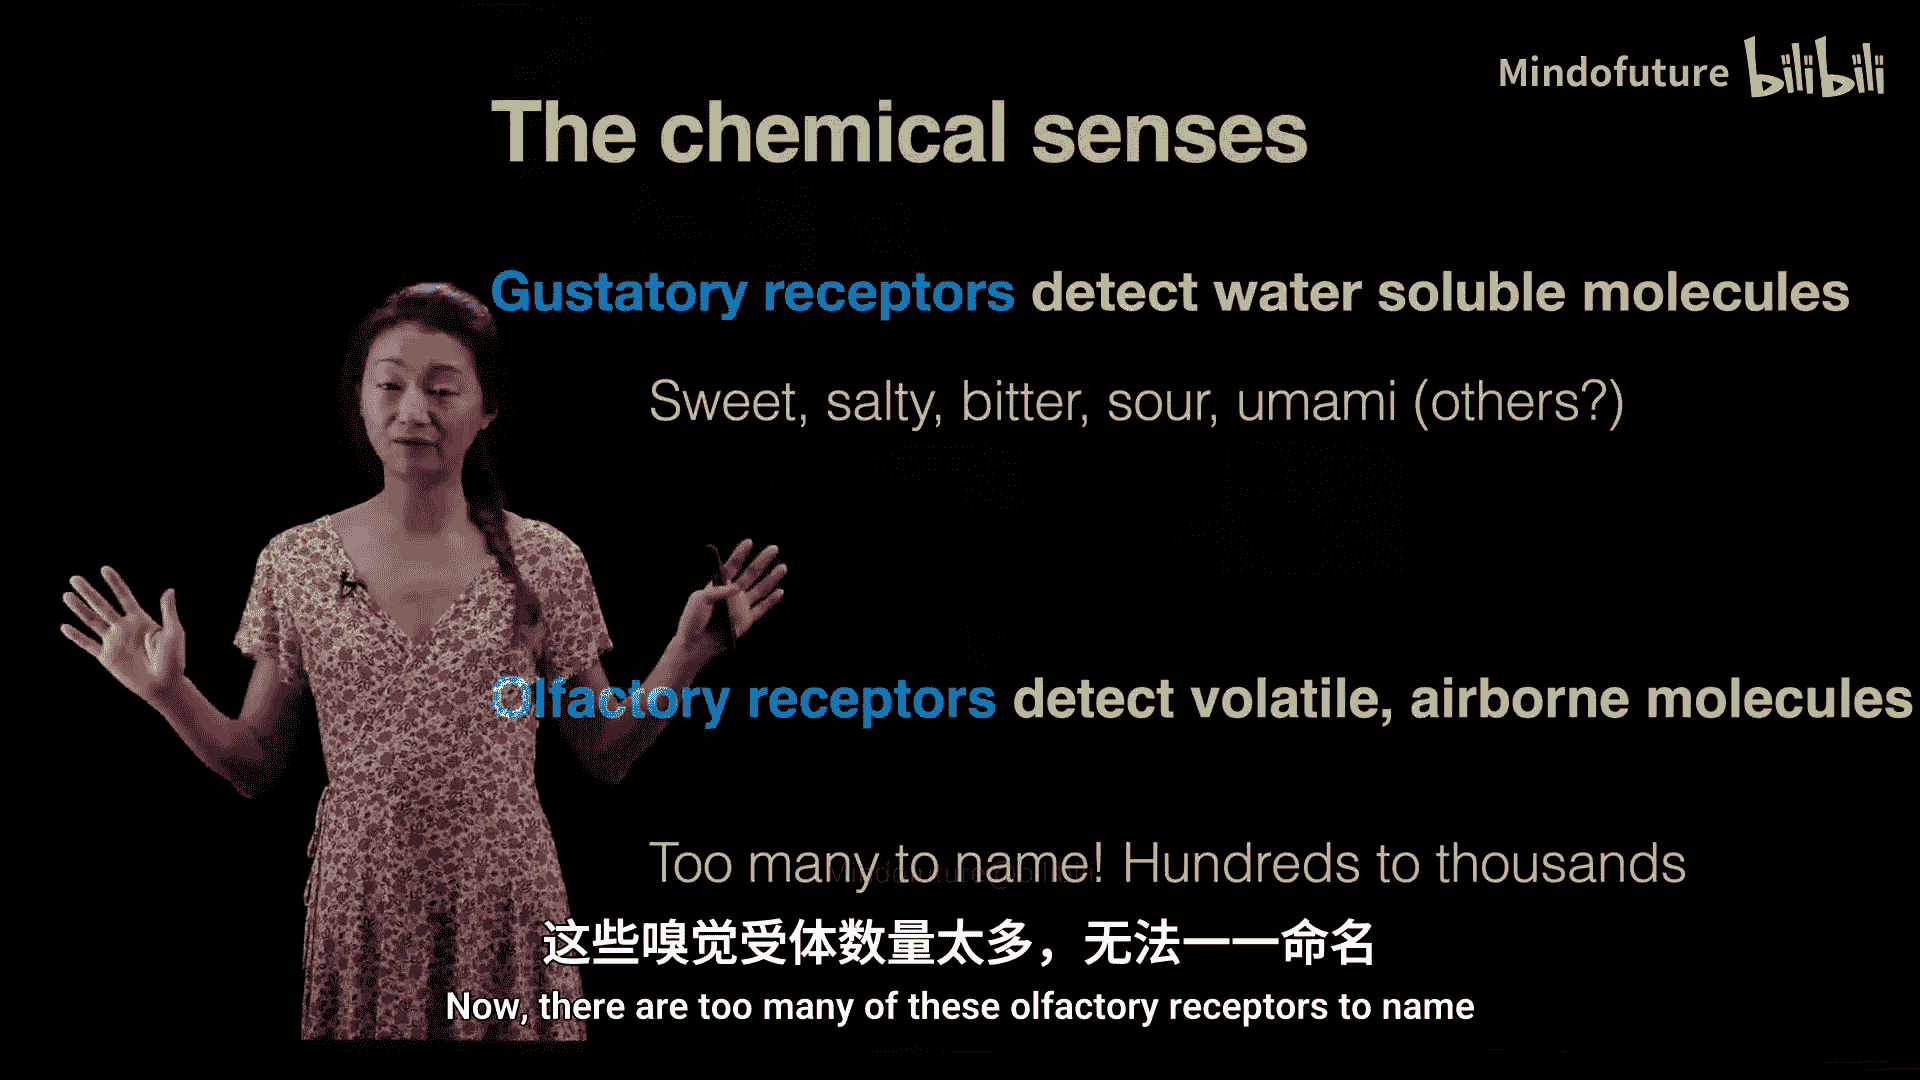 Mindofuture bilibili
The chemical senses
Gustatory receptors detect water soluble molecules
Sweet, salty, bitter, sour, umami (others?)
Olfactory receptors detect volatile, airborne molecules
Too many to name! Hundreds to thousands
这些嗅觉受体数量太多，无法一一命名
Now, there are too many of these olfactory receptors to name